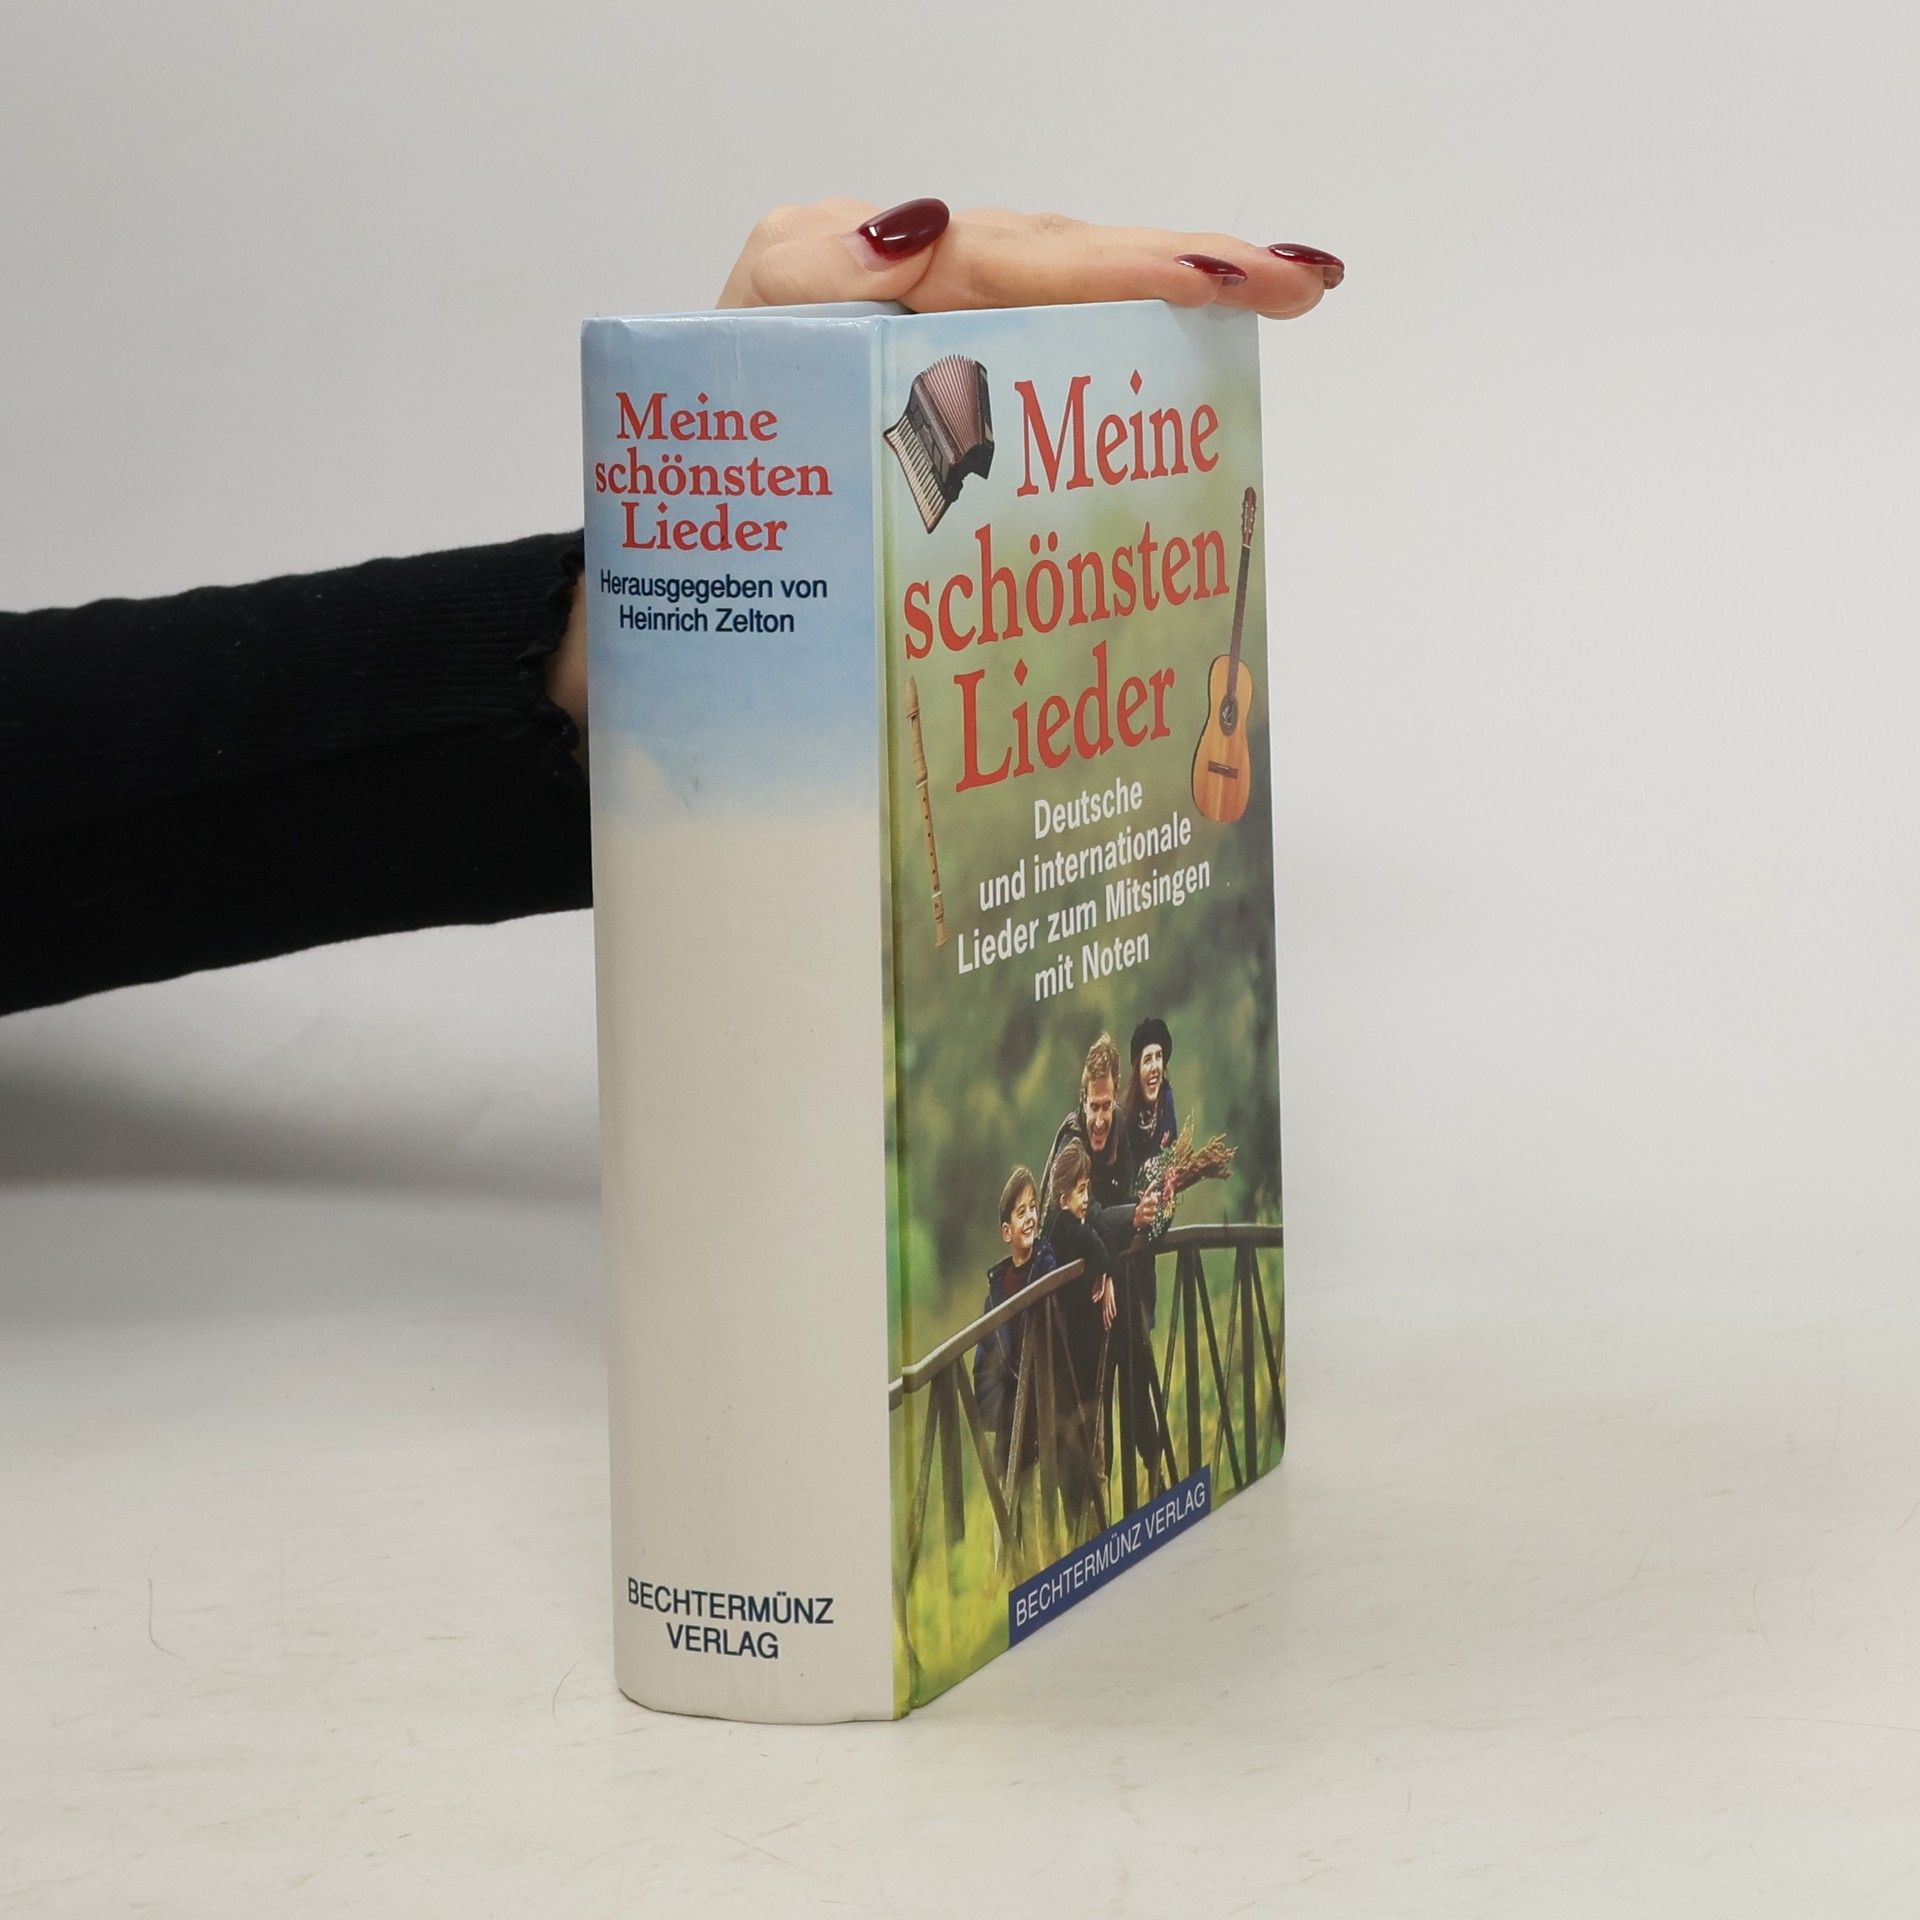 Meine
schönsten
Lieder
Herausgegeben von
Heinrich Zelton
BECHTERMÜNZ
VERLAG
Meine
schönsten
Lieder
Deutsche
und internationale
Lieder zum Mitsingen
mit Noten
BECHTERMÜNZ VERLAG